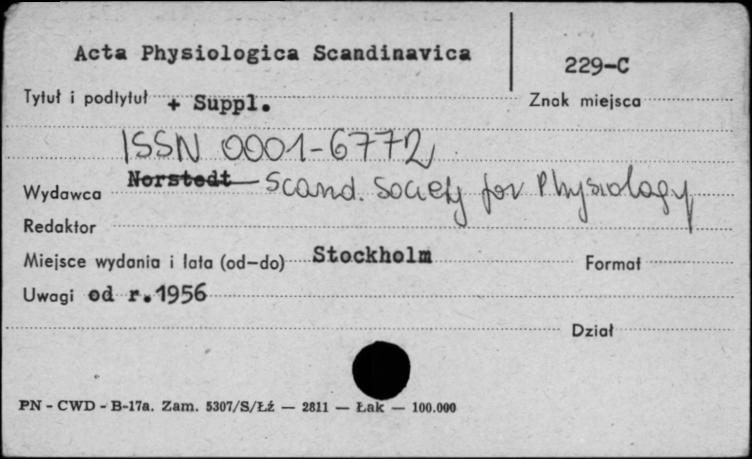 Acta Physiologica Scandinavica
229-C
Tytuł i podtytuł + Suppl. Znak miejsca
ISSN 0001-6772
Wydawca Norstedt Scand. Society for Physiology
Redaktor
Miejsce wydania i lata (od-do) Stockholm Format
Uwagi od r.1956
Dział
PN - CWD - B-17a. Zam. 5307/S/Łź — 2811 — Łak — 100.000